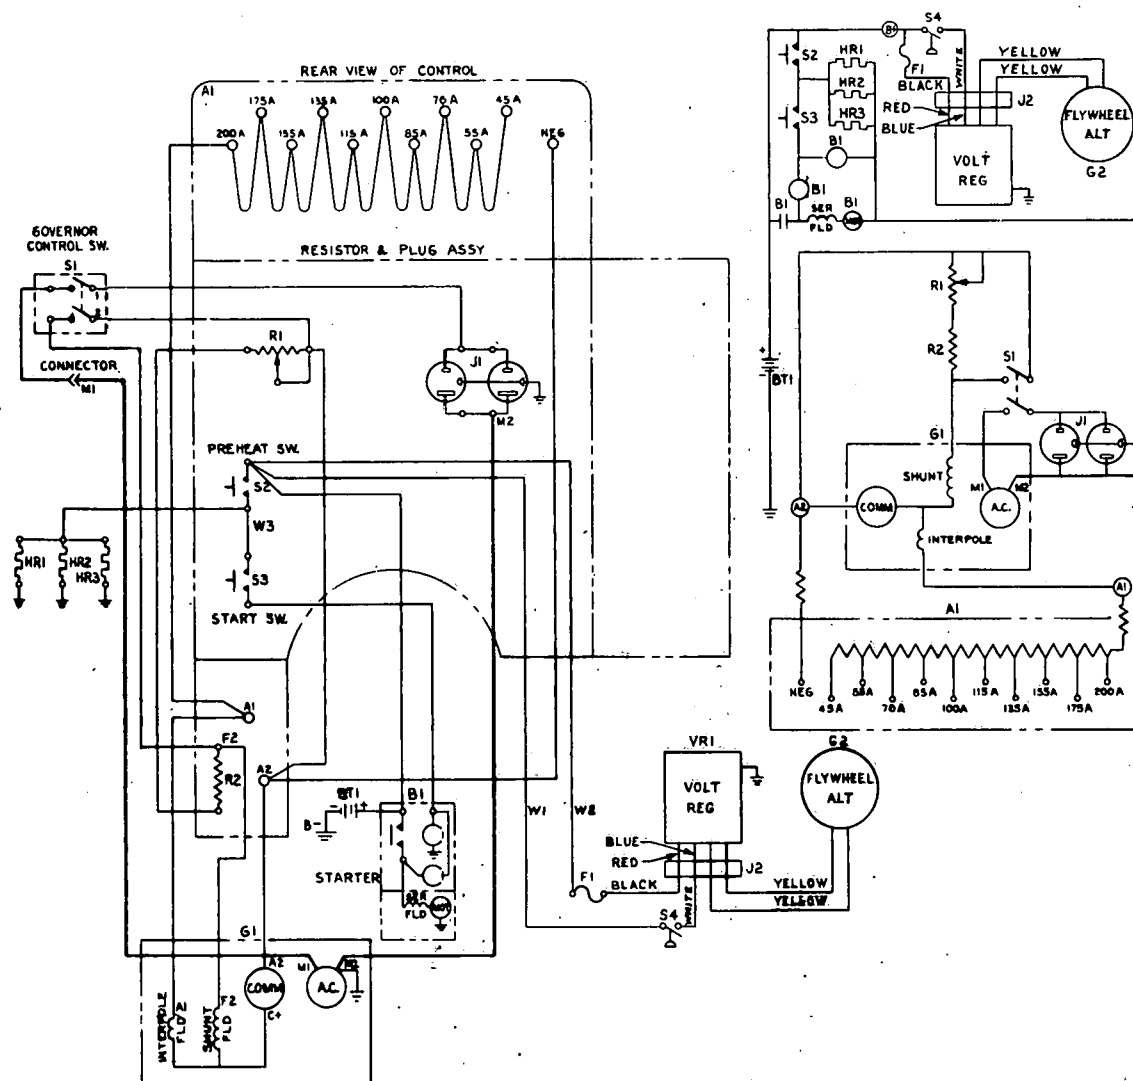 REAR VIEW OF CONTROL
A1
175A 135A 100A 70A 45A
200A 155A 115A 85A 55A NEG
RESISTOR & PLUG ASSY
GOVERNOR
CONTROL SW.
S1
R1
CONNECTOR
M1
J1
M2
PREHEAT SW.
S2
W3
HR1 HR2
HR3
S3
START SW.
A1
F2
R2
A2
BT1
B1
- +
B-
STARTER
SER
FLD
MOT
W1 W2
F1
BLACK
S4
WHITE
VR1
VOLT
REG
BLUE
RED
J2
YELLOW
YELLOW
G2
FLYWHEEL
ALT
G1
A2
M1 M2
COMM
A.C.
C+
INTERPOLE
A1
FLD
SHUNT
F2
FLD
B+
S4
S2
HR1
HR2
HR3
F1
WHITE
YELLOW
YELLOW
BLACK
RED
BLUE
J2
S3
FLYWHEEL
ALT
G2
VOLT
REG
B1
B1
B1
SER
FLD
B1
MOT
+
-
BT1
R1
R2
S1
J1
G1
SHUNT
M1 M2
A2
COMM
A.C.
INTERPOLE
A1
A1
NEG 55A 85A 115A 155A 200A
45A 70A 100A 135A 175A